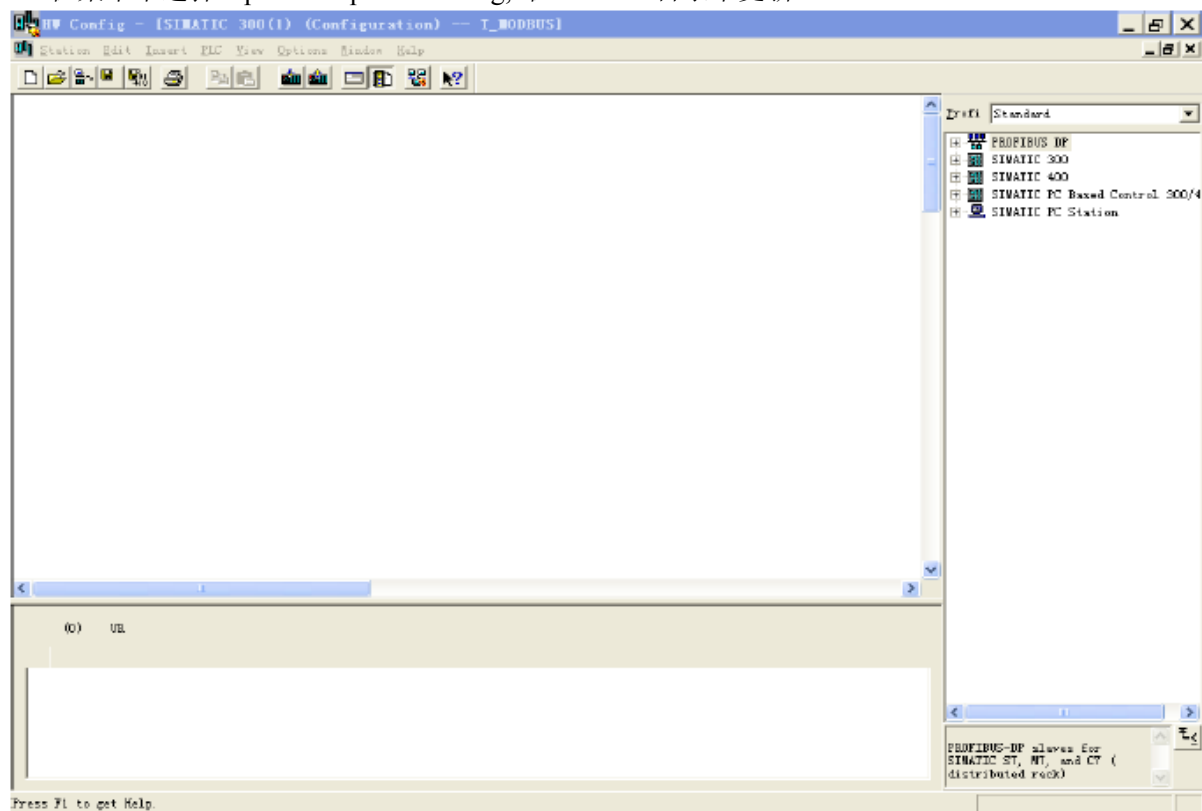 HW Config - [SIMATIC 300(1) (Configuration) -- T_MODBUS]
Station Edit Insert PLC View Options Window Help
Profi Standard
PROFIBUS DP
SIMATIC 300
SIMATIC 400
SIMATIC PC Based Control 300/4
SIMATIC PC Station
(0) UR
PROFIBUS-DP slaves for
SIMATIC S7, M7, and C7 (
distributed rack)
Press F1 to get Help.